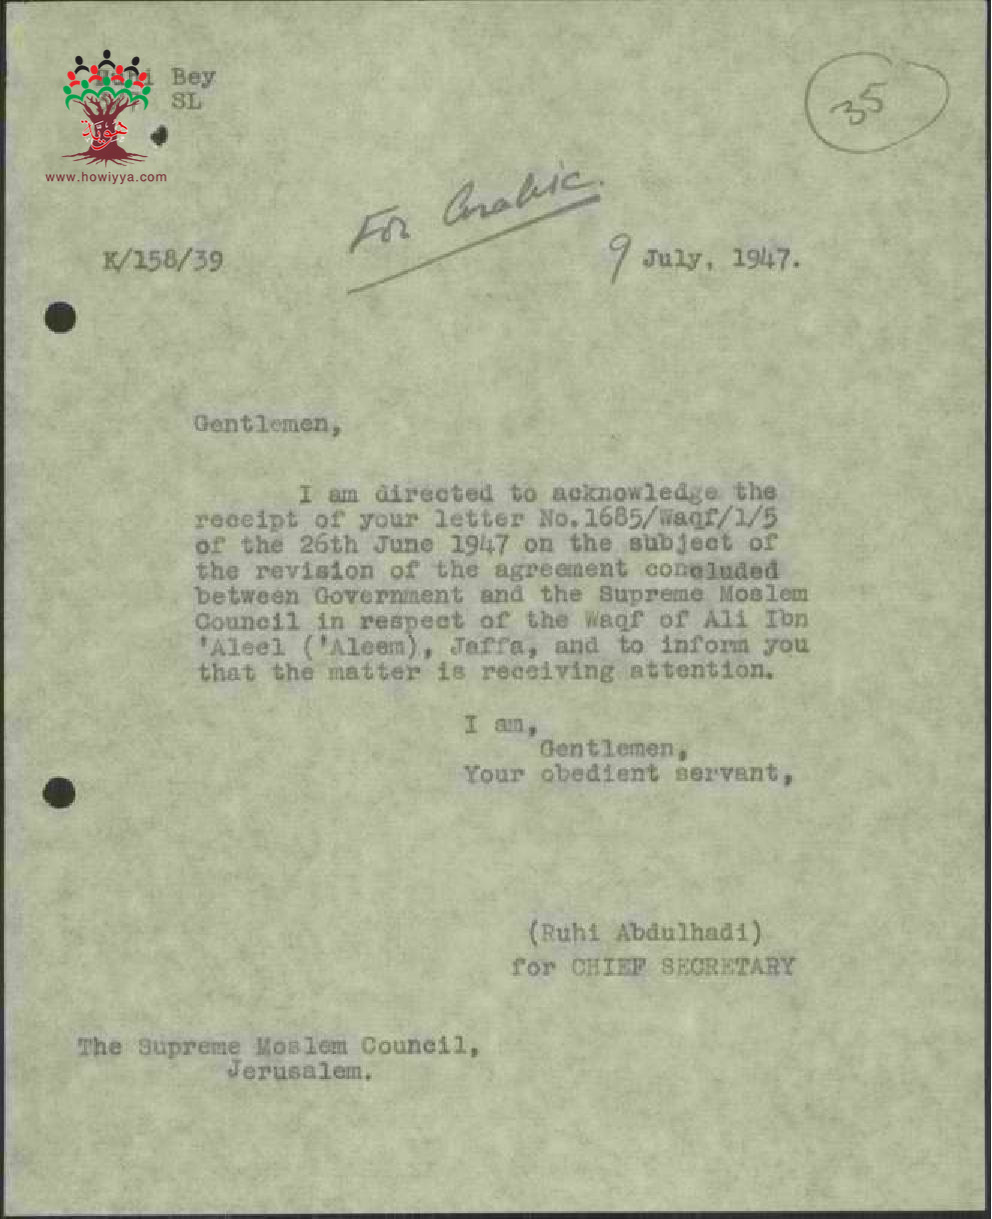 Bey
SL
35
هوية
www.howiyya.com
For Arabic.
K/158/39
9 July, 1947.
Gentlemen,
I am directed to acknowledge the
receipt of your letter No.1685/Waqf/1/5
of the 26th June 1947 on the subject of
the revision of the agreement concluded
between Government and the Supreme Moslem
Council in respect of the Waqf of Ali Ibn
'Aleel ('Aleem), Jaffa, and to inform you
that the matter is receiving attention.
I am,
Gentlemen,
Your obedient servant,
(Ruhi Abdulhadi)
for CHIEF SECRETARY
The Supreme Moslem Council,
Jerusalem.